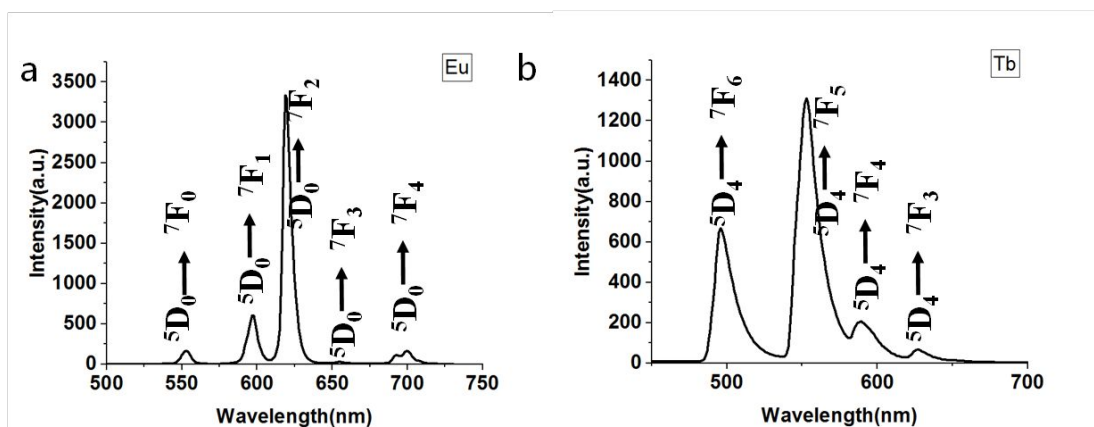 a
Eu
Intensity(a.u.)
3500
3000
2500
2000
1500
1000
500
0
⁵D₀ → ⁷F₀
⁵D₀ → ⁷F₁
⁵D₀ → ⁷F₂
⁵D₀ → ⁷F₃
⁵D₀ → ⁷F₄
500 550 600 650 700 750
Wavelength(nm)
b
Tb
Intensity(a.u.)
1400
1200
1000
800
600
400
200
0
⁵D₄ → ⁷F₆
⁵D₄ → ⁷F₅
⁵D₄ → ⁷F₄
⁵D₄ → ⁷F₃
500 600 700
Wavelength(nm)